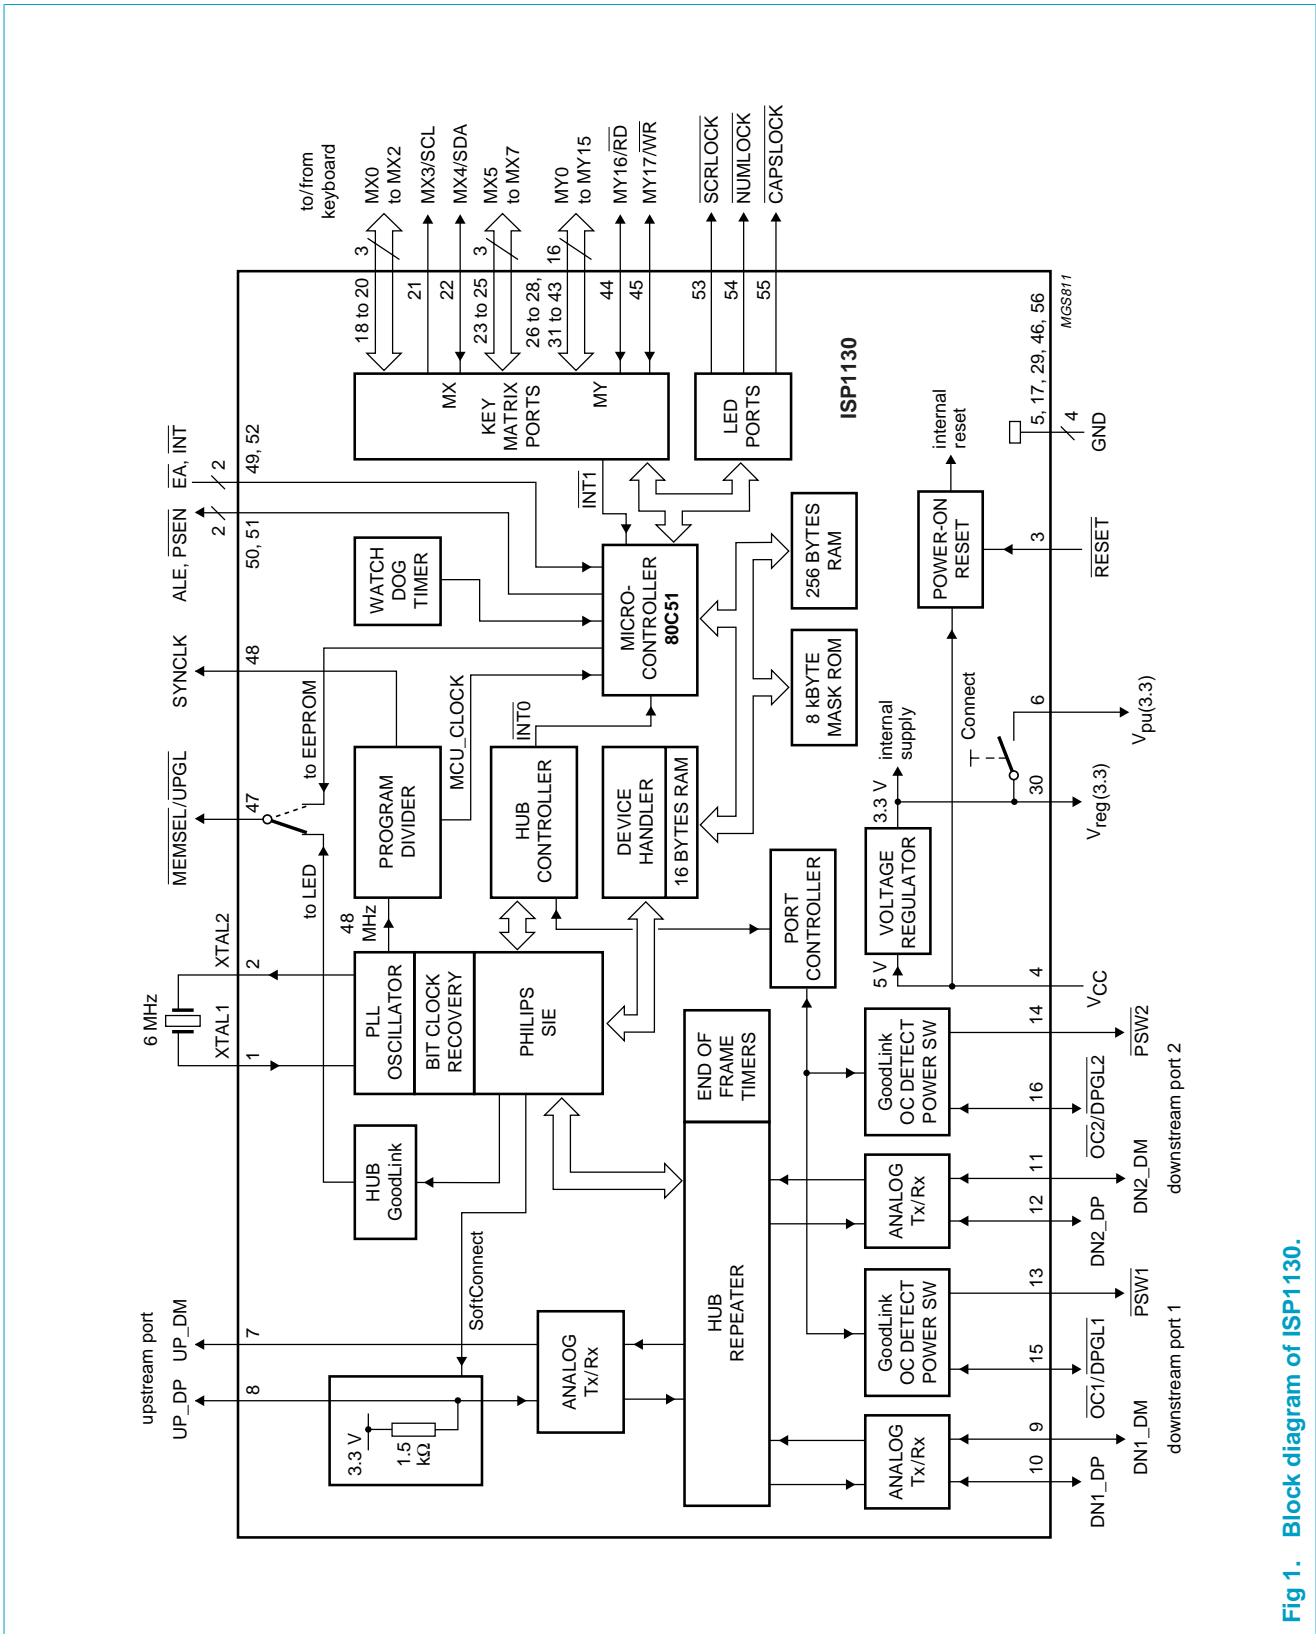 upstream port
UP_DP
UP_DM
8
7
6 MHz
XTAL1
XTAL2
1
2
MEMSEL/UPGL
47
SYNCLK
48
ALE, PSEN
2
50, 51
EA, INT
2
49, 52
to LED
to EEPROM
3.3 V
1.5
kΩ
SoftConnect
HUB
GoodLink
PLL
OSCILLATOR
BIT CLOCK
RECOVERY
PHILIPS
SIE
48
MHz
PROGRAM
DIVIDER
MCU_CLOCK
WATCH
DOG
TIMER
HUB
CONTROLLER
INT0
INT1
MICRO-
CONTROLLER
80C51
DEVICE
HANDLER
16 BYTES RAM
8 kBYTE
MASK ROM
256 BYTES
RAM
MX
KEY
MATRIX
PORTS
MY
LED
PORTS
to/from
keyboard
18 to 20
3
MX0
to MX2
21
MX3/SCL
22
MX4/SDA
23 to 25
3
MX5
to MX7
26 to 28,
31 to 43
16
MY0
to MY15
44
MY16/RD
45
MY17/WR
53
SCRLOCK
54
NUMLOCK
55
CAPSLOCK
ISP1130
ANALOG
Tx/Rx
HUB
REPEATER
END OF
FRAME
TIMERS
PORT
CONTROLLER
ANALOG
Tx/Rx
GoodLink
OC DETECT
POWER SW
ANALOG
Tx/Rx
GoodLink
OC DETECT
POWER SW
5 V
VOLTAGE
REGULATOR
3.3 V
internal
supply
Connect
POWER-ON
RESET
internal
reset
10
9
15
13
12
11
16
14
4
30
6
3
5, 17, 29, 46, 56
4
DN1_DP
DN1_DM
OC1/DPGL1
PSW1
downstream port 1
DN2_DP
DN2_DM
OC2/DPGL2
PSW2
downstream port 2
VCC
Vreg(3.3)
Vpu(3.3)
RESET
GND
MGS811
Fig 1. Block diagram of ISP1130.